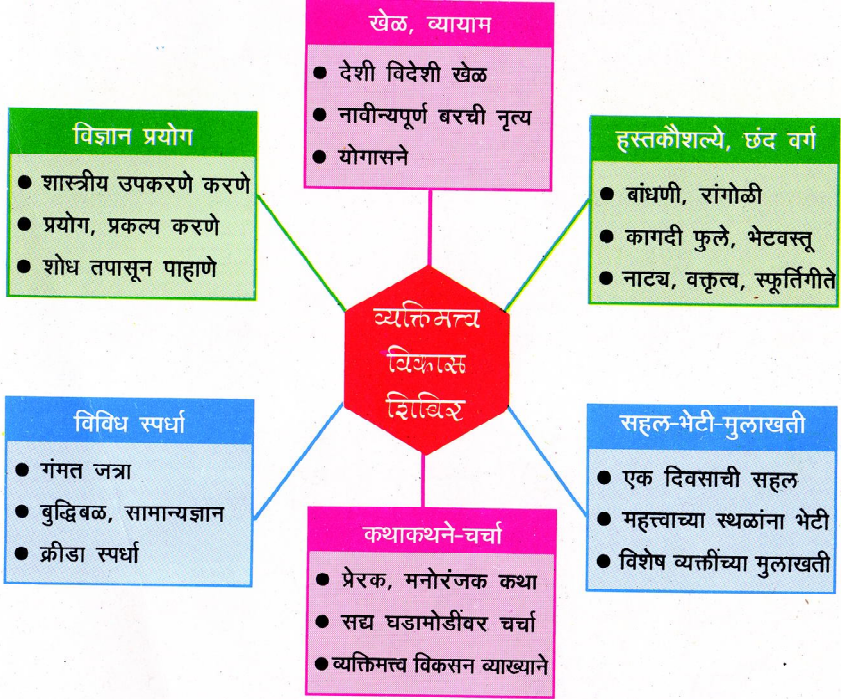 खेळ, व्यायाम
● देशी विदेशी खेळ
● नावीन्यपूर्ण बरची नृत्य
● योगासने
विज्ञान प्रयोग
● शास्त्रीय उपकरणे करणे
● प्रयोग, प्रकल्प करणे
● शोध तपासून पाहाणे
हस्तकौशल्ये, छंद वर्ग
● बांधणी, रांगोळी
● कागदी फुले, भेटवस्तू
● नाट्य, वक्तृत्व, स्फूर्तिगीते
व्यक्तिमत्त्व
विकास
शिविर
विविध स्पर्धा
● गंमत जत्रा
● बुद्धिबळ, सामान्यज्ञान
● क्रीडा स्पर्धा
सहल-भेटी-मुलाखती
● एक दिवसाची सहल
● महत्त्वाच्या स्थळांना भेटी
● विशेष व्यक्तींच्या मुलाखती
कथाकथने-चर्चा
● प्रेरक, मनोरंजक कथा
● सद्य घडामोडींवर चर्चा
● व्यक्तिमत्त्व विकसन व्याख्याने